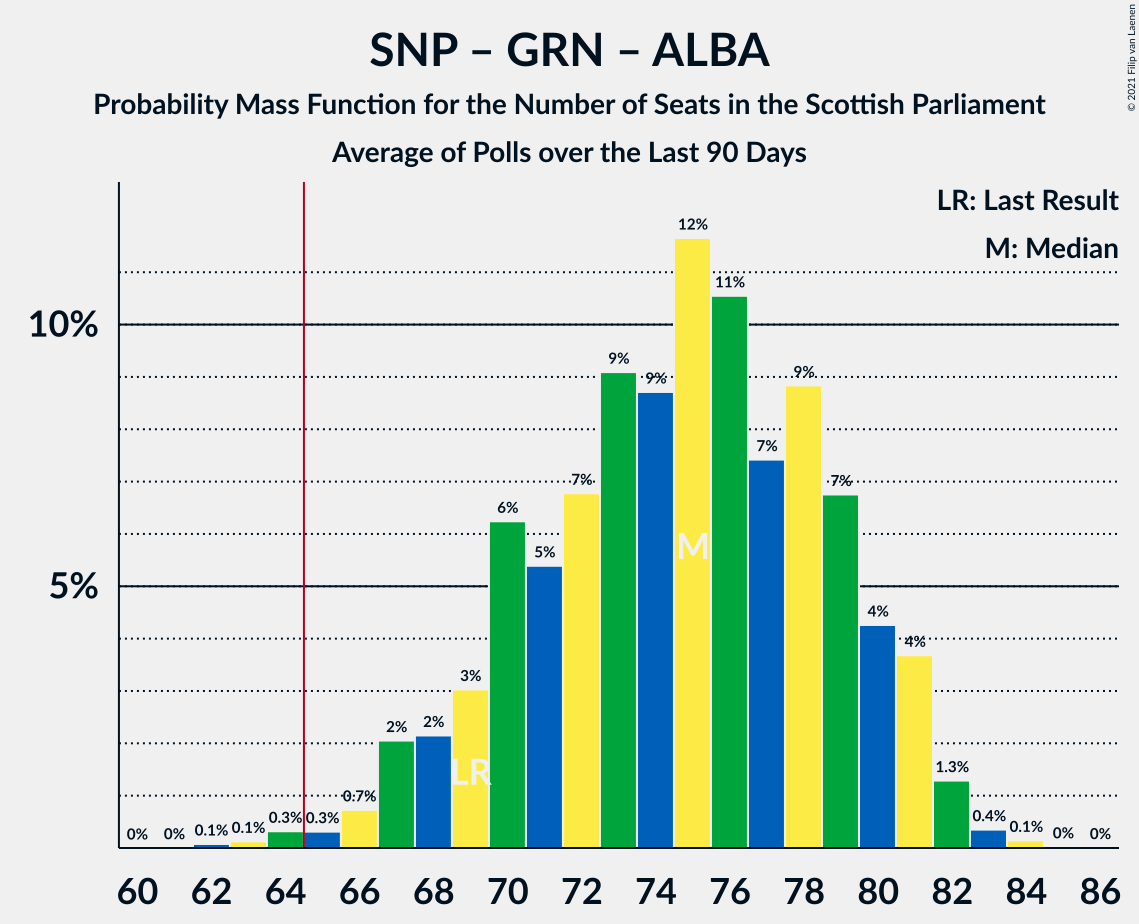 SNP – GRN – ALBA
Probability Mass Function for the Number of Seats in the Scottish Parliament
Average of Polls over the Last 90 Days
© 2021 Filip van Laenen
LR: Last Result
M: Median
10%
5%
0% 0% 0.1% 0.1% 0.3% 0.3% 0.7% 2% 2% 3% 6% 5% 7% 9% 9% 12% 11% 7% 9% 7% 4% 4% 1.3% 0.4% 0.1% 0% 0%
M
LR
60 62 64 66 68 70 72 74 76 78 80 82 84 86